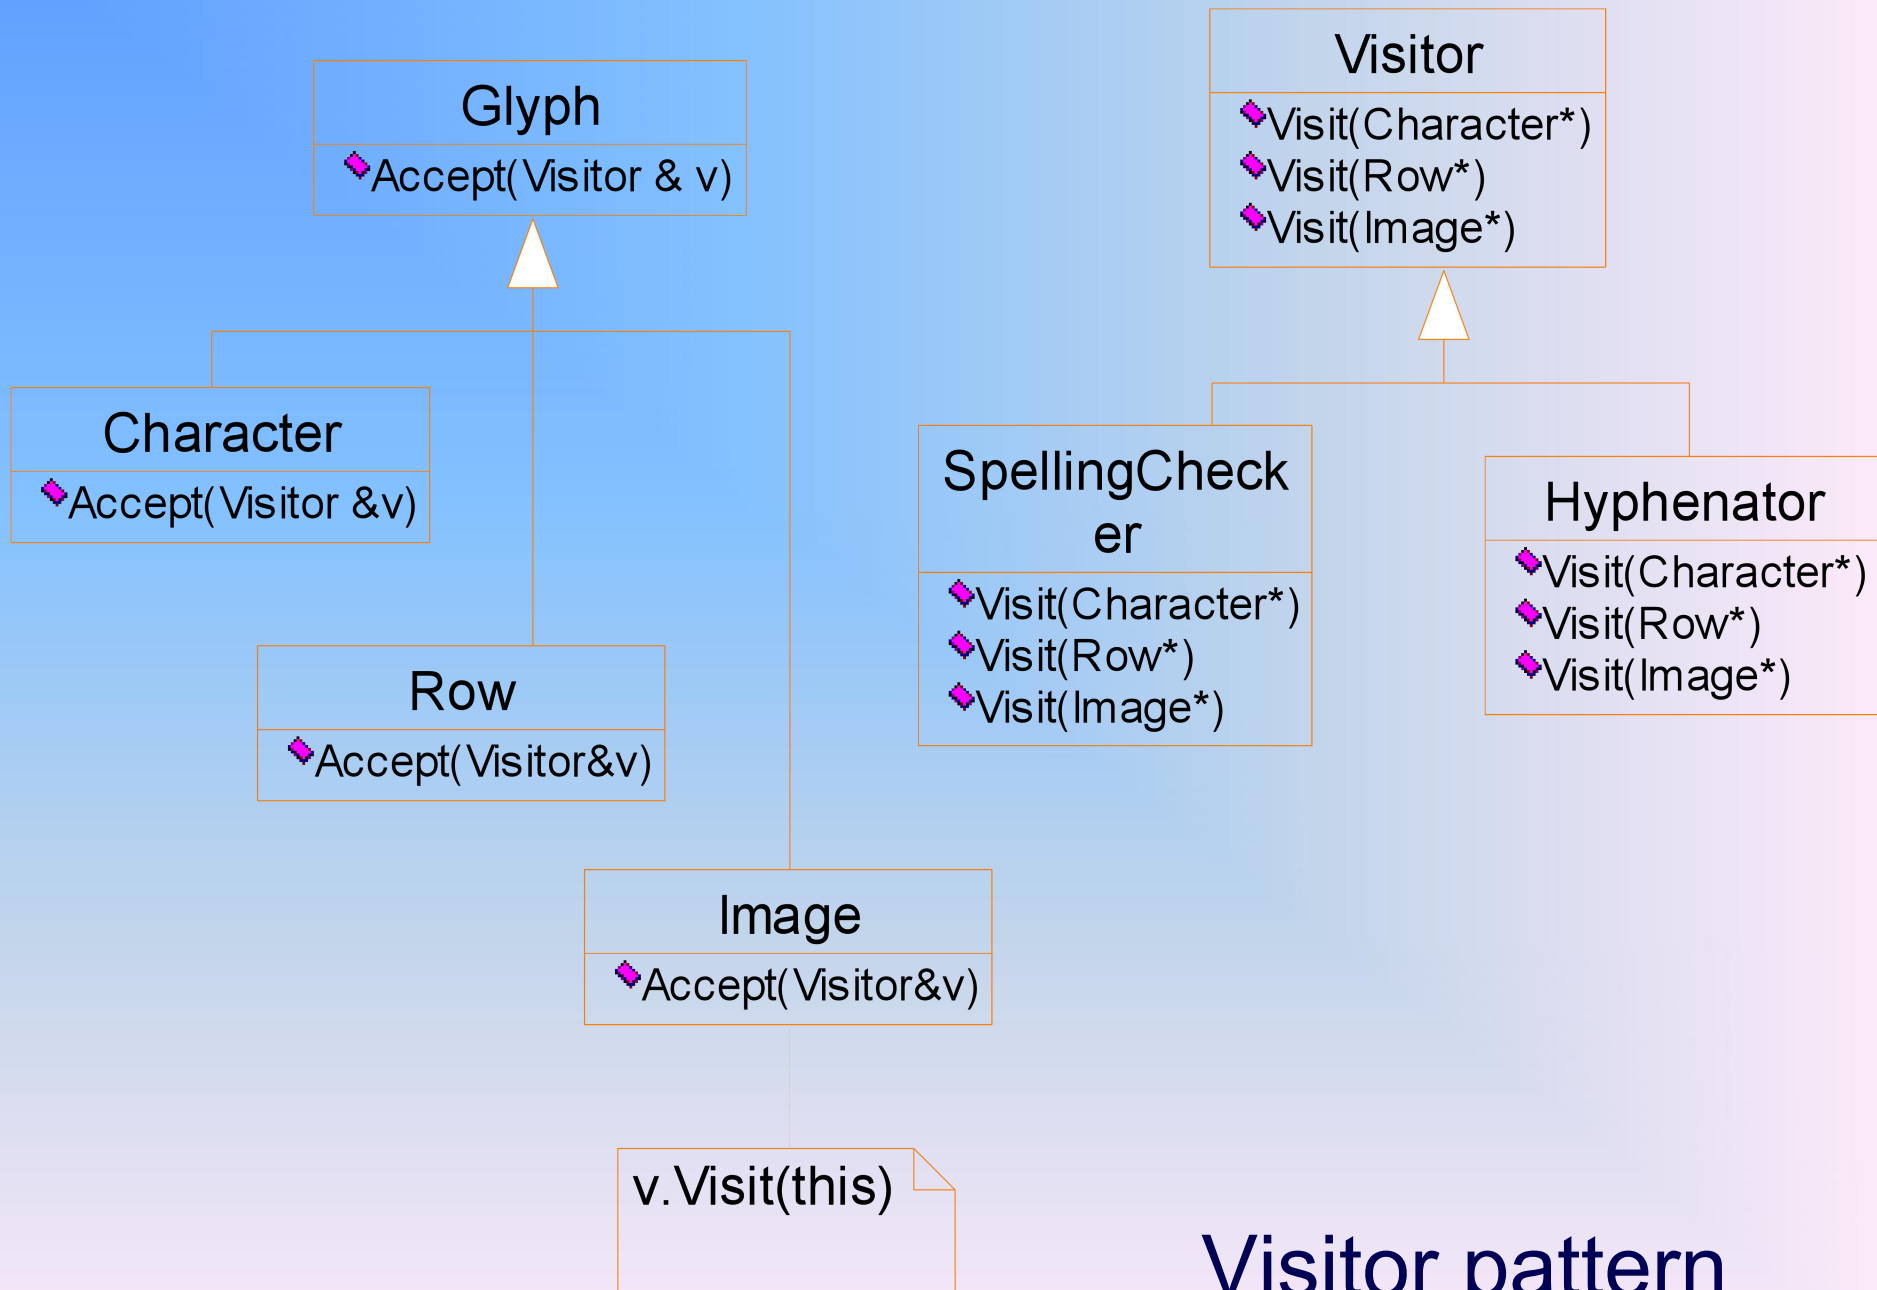 Glyph
Accept(Visitor & v)
Visitor
Visit(Character*)
Visit(Row*)
Visit(Image*)
Character
Accept(Visitor &v)
SpellingCheck
er
Visit(Character*)
Visit(Row*)
Visit(Image*)
Hyphenator
Visit(Character*)
Visit(Row*)
Visit(Image*)
Row
Accept(Visitor&v)
Image
Accept(Visitor&v)
v.Visit(this)
Visitor pattern